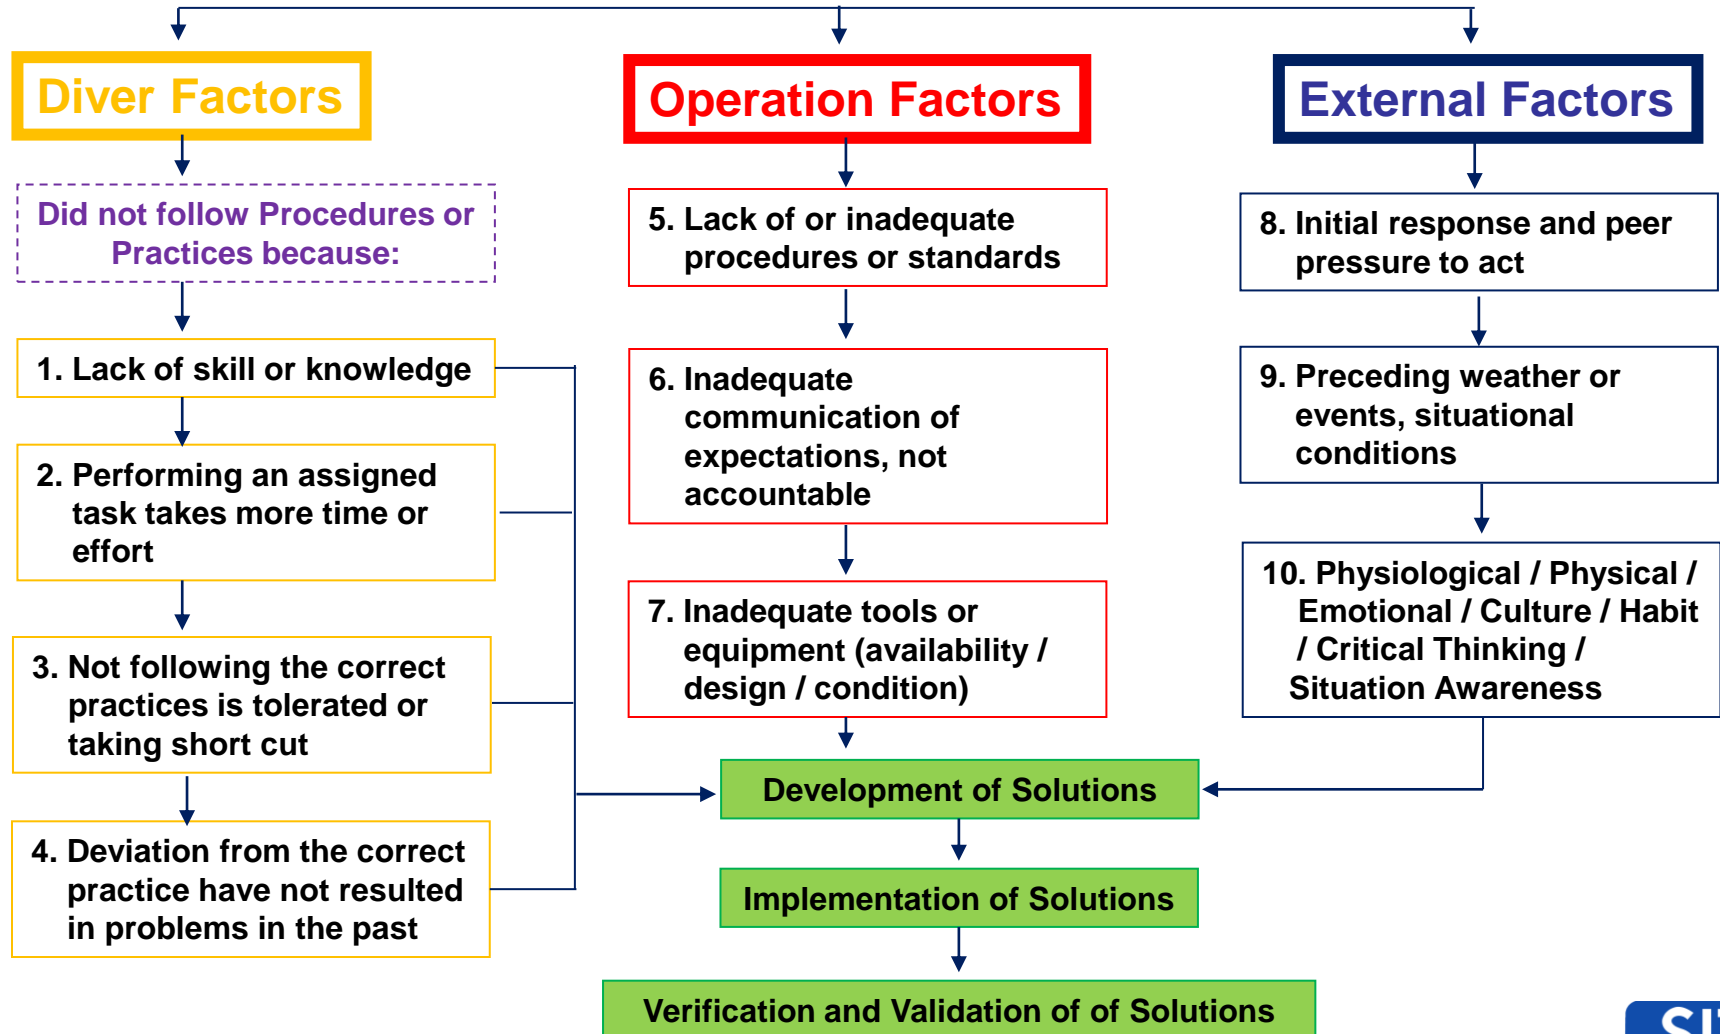 Diver Factors
Did not follow Procedures or
Practices because:
1. Lack of skill or knowledge
2. Performing an assigned
task takes more time or
effort
3. Not following the correct
practices is tolerated or
taking short cut
4. Deviation from the correct
practice have not resulted
in problems in the past
Operation Factors
5. Lack of or inadequate
procedures or standards
6. Inadequate
communication of
expectations, not
accountable
7. Inadequate tools or
equipment (availability /
design / condition)
External Factors
8. Initial response and peer
pressure to act
9. Preceding weather or
events, situational
conditions
10. Physiological / Physical /
Emotional / Culture / Habit
/ Critical Thinking /
Situation Awareness
Development of Solutions
Implementation of Solutions
Verification and Validation of of Solutions